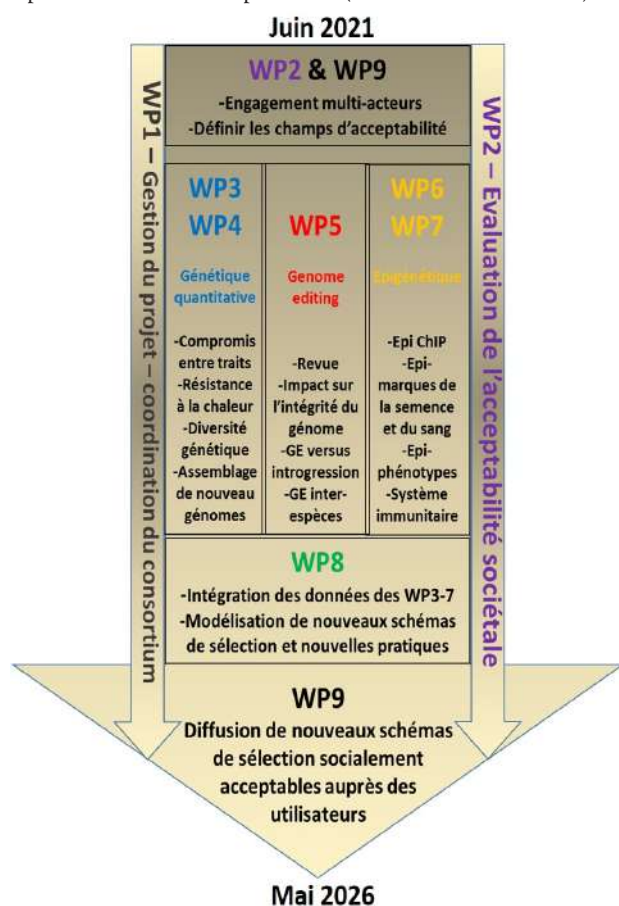 Juin 2021
WP2 & WP9
-Engagement multi-acteurs
-Définir les champs d'acceptabilité
WP1 – Gestion du projet – coordination du consortium
WP2 – Evaluation de l'acceptabilité sociétale
WP3
WP4
Génétique
quantitative
-Compromis
entre traits
-Résistance
à la chaleur
-Diversité
génétique
-Assemblage
de nouveau
génomes
WP5
Genome
editing
-Revue
-Impact sur
l'intégrité du
génome
-GE versus
introgression
-GE inter-
espèces
WP6
WP7
Epigénétique
-Epi ChIP
-Epi-
marques de
la semence
et du sang
-Epi-
phénotypes
-Système
immunitaire
WP8
-Intégration des données des WP3-7
-Modélisation de nouveaux schémas
de sélection et nouvelles pratiques
WP9
Diffusion de nouveaux schémas
de sélection socialement
acceptables auprès des
utilisateurs
Mai 2026